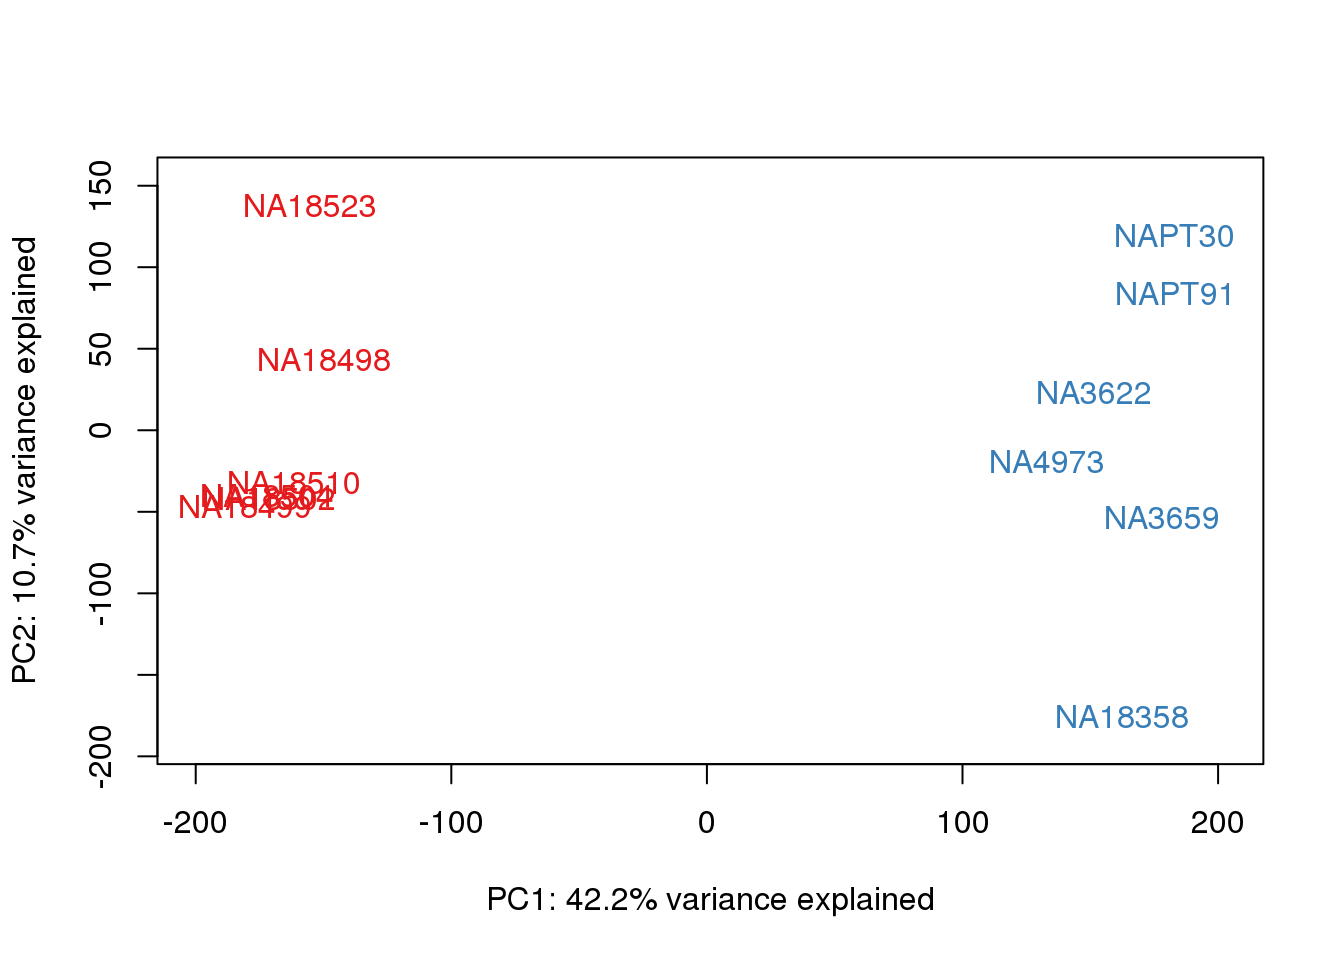 150
100
50
0
-100
-200
PC2: 10.7% variance explained
NA18523
NAPT30
NAPT91
NA18498
NA3622
NA4973
NA18510
NA18499
NA3659
NA18358
-200 -100 0 100 200
PC1: 42.2% variance explained